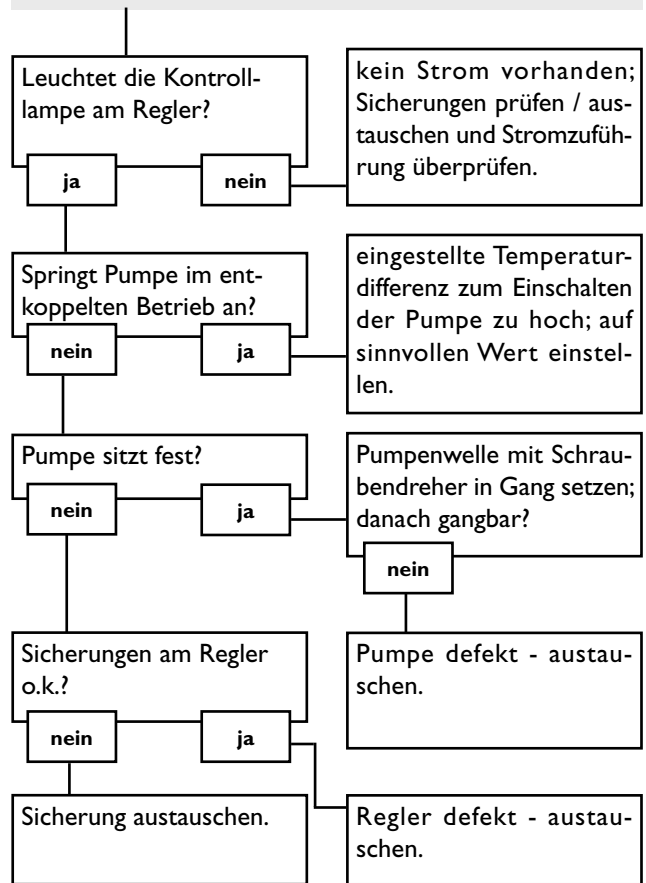 Leuchtet die Kontroll-
lampe am Regler?
ja
nein
kein Strom vorhanden;
Sicherungen prüfen / aus-
tauschen und Stromzufüh-
rung überprüfen.
Springt Pumpe im ent-
koppelten Betrieb an?
nein
ja
eingestellte Temperatur-
differenz zum Einschalten
der Pumpe zu hoch; auf
sinnvollen Wert einstel-
len.
Pumpe sitzt fest?
nein
ja
Pumpenwelle mit Schrau-
bendreher in Gang setzen;
danach gangbar?
nein
Sicherungen am Regler
o.k.?
nein
ja
Pumpe defekt - austau-
schen.
Sicherung austauschen.
Regler defekt - austau-
schen.